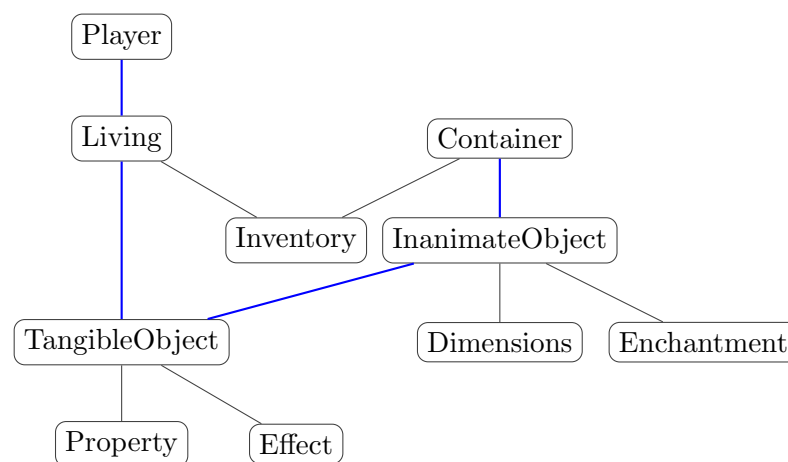 Player
Living
Container
Inventory
InanimateObject
TangibleObject
Dimensions
Enchantment
Property
Effect